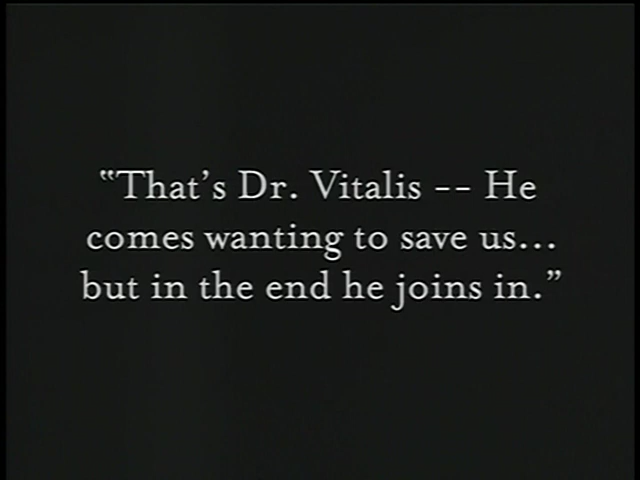 “That’s Dr. Vitalis -- He
comes wanting to save us...
but in the end he joins in.”